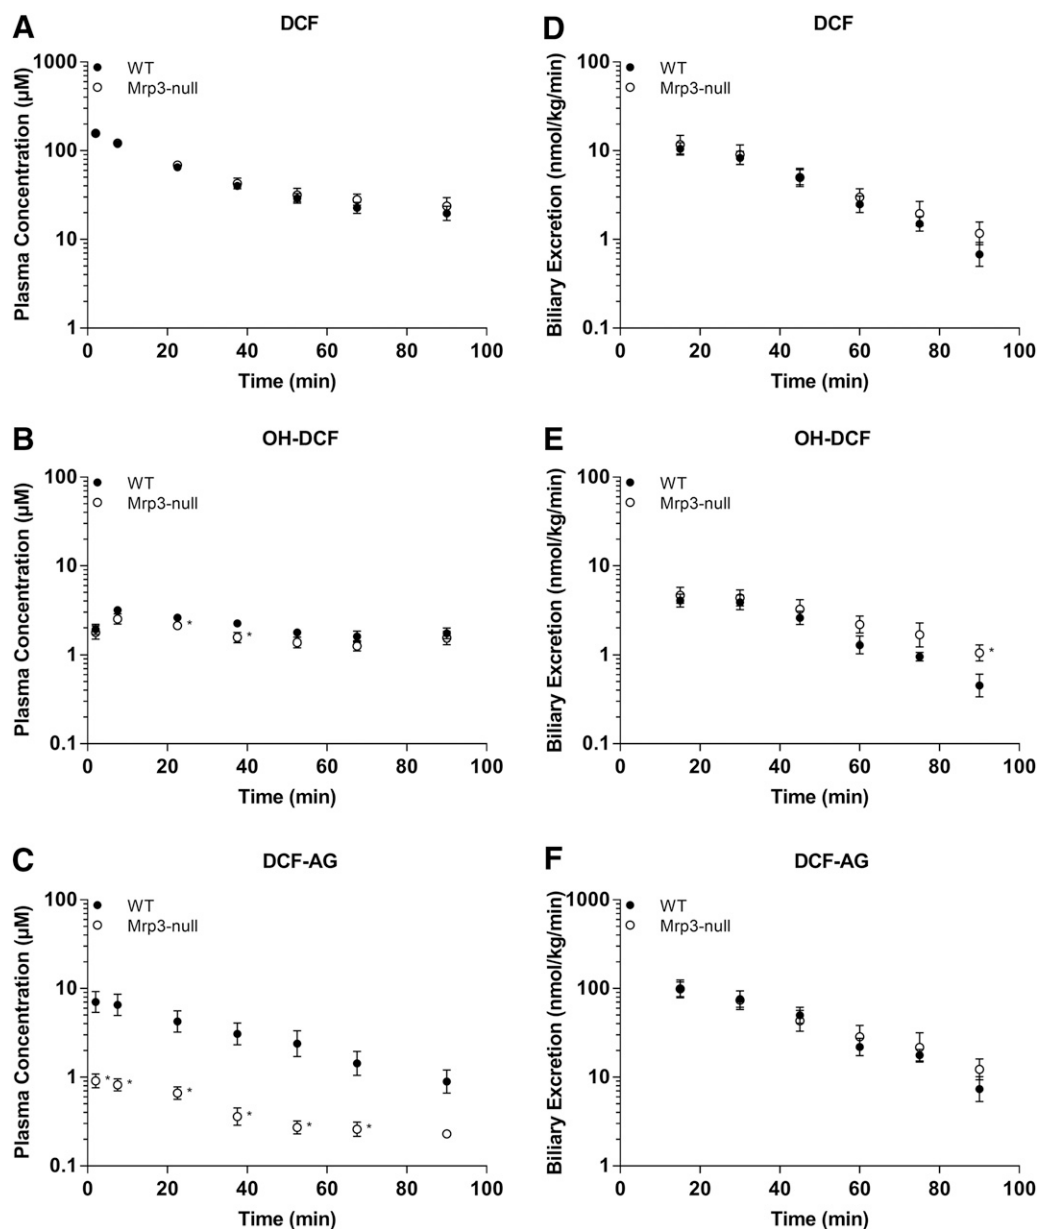 A
DCF
Plasma Concentration (µM)
1000
100
10
1
WT
Mrp3-null
0 20 40 60 80 100
Time (min)
D
DCF
Biliary Excretion (nmol/kg/min)
100
10
1
0.1
WT
Mrp3-null
0 20 40 60 80 100
Time (min)
B
OH-DCF
Plasma Concentration (µM)
100
10
1
0.1
WT
Mrp3-null
* *
0 20 40 60 80 100
Time (min)
E
OH-DCF
Biliary Excretion (nmol/kg/min)
100
10
1
0.1
WT
Mrp3-null
*
0 20 40 60 80 100
Time (min)
C
DCF-AG
Plasma Concentration (µM)
100
10
1
0.1
WT
Mrp3-null
* * * * * *
0 20 40 60 80 100
Time (min)
F
DCF-AG
Biliary Excretion (nmol/kg/min)
1000
100
10
1
WT
Mrp3-null
0 20 40 60 80 100
Time (min)